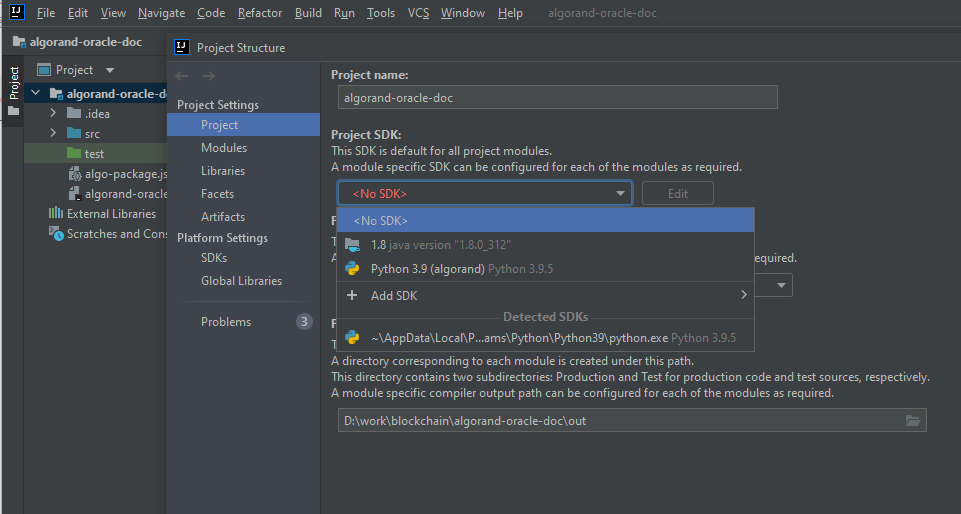 File Edit View Navigate Code Refactor Build Run Tools VCS Window Help algorand-oracle-doc
algorand-oracle-doc
Project Structure
Project
Project
algorand-oracle-d
.idea
src
test
algo-package.js
algorand-oracle
External Libraries
Scratches and Cons
Project Settings
Project
Modules
Libraries
Facets
Artifacts
Platform Settings
SDKs
Global Libraries
Problems 3
Project name:
algorand-oracle-doc
Project SDK:
This SDK is default for all project modules.
A module specific SDK can be configured for each of the modules as required.
<No SDK> Edit
<No SDK>
1.8 java version "1.8.0_312"
Python 3.9 (algorand) Python 3.9.5
equired.
Add SDK
Detected SDKs
~\AppData\Local\P...ams\Python\Python39\python.exe Python 3.9.5
A directory corresponding to each module is created under this path.
This directory contains two subdirectories: Production and Test for production code and test sources, respectively.
A module specific compiler output path can be configured for each of the modules as required.
D:\work\blockchain\algorand-oracle-doc\out